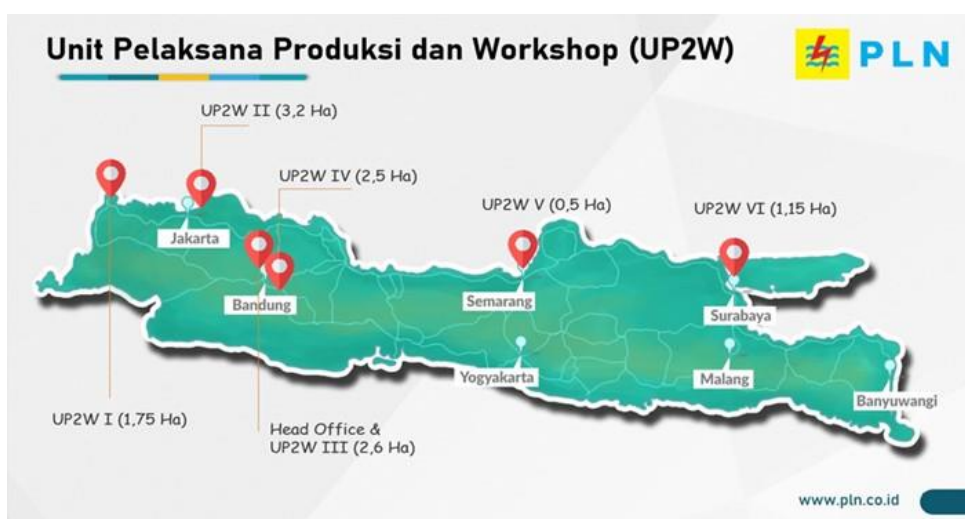 Unit Pelaksana Produksi dan Workshop (UP2W)
PLN
UP2W II (3,2 Ha)
UP2W IV (2,5 Ha)
UP2W V (0,5 Ha)
UP2W VI (1,15 Ha)
Jakarta
Bandung
Semarang
Surabaya
Yogyakarta
Malang
Banyuwangi
UP2W I (1,75 Ha)
Head Office &
UP2W III (2,6 Ha)
www.pln.co.id